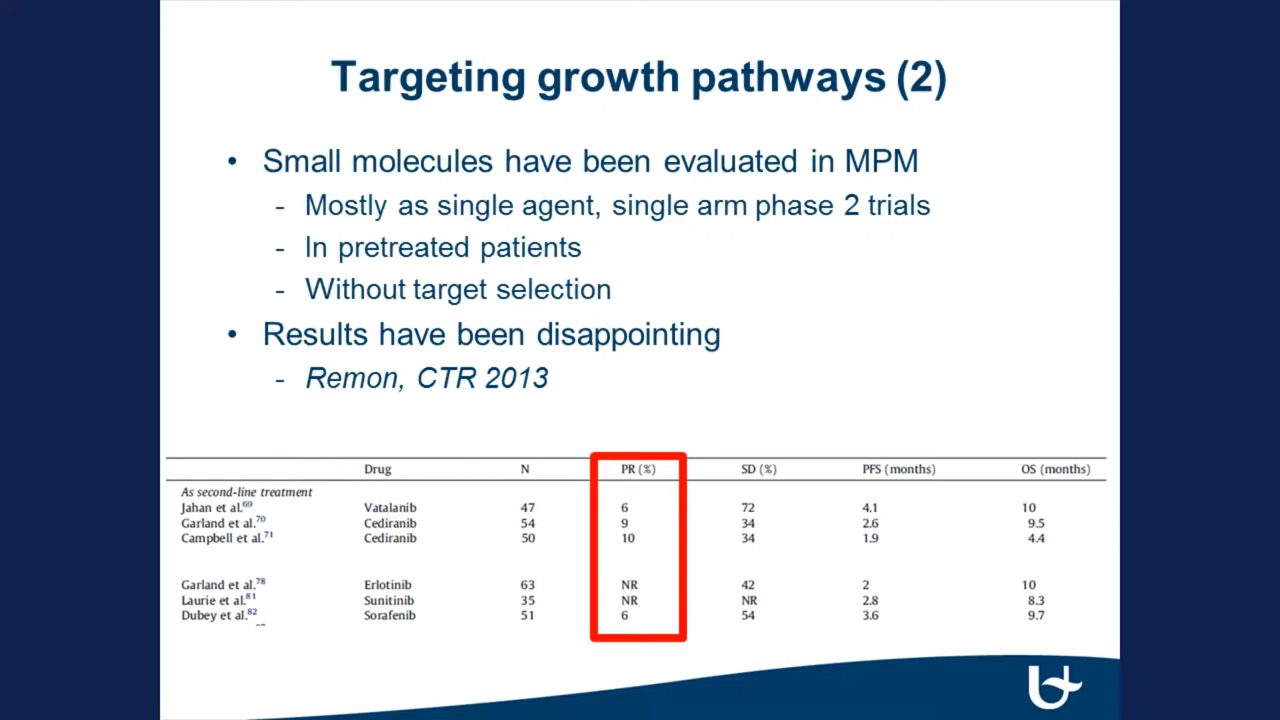 Targeting growth pathways (2)
• Small molecules have been evaluated in MPM
- Mostly as single agent, single arm phase 2 trials
- In pretreated patients
- Without target selection
• Results have been disappointing
- Remon, CTR 2013
Drug N PR (%) SD (%) PFS (months) OS (months)
As second-line treatment
Jahan et al.69 Vatalanib 47 6 72 4.1 10
Garland et al.70 Cediranib 54 9 34 2.6 9.5
Campbell et al.71 Cediranib 50 10 34 1.9 4.4
Garland et al.78 Erlotinib 63 NR 42 2 10
Laurie et al.81 Sunitinib 35 NR NR 2.8 8.3
Dubey et al.82 Sorafenib 51 6 54 3.6 9.7